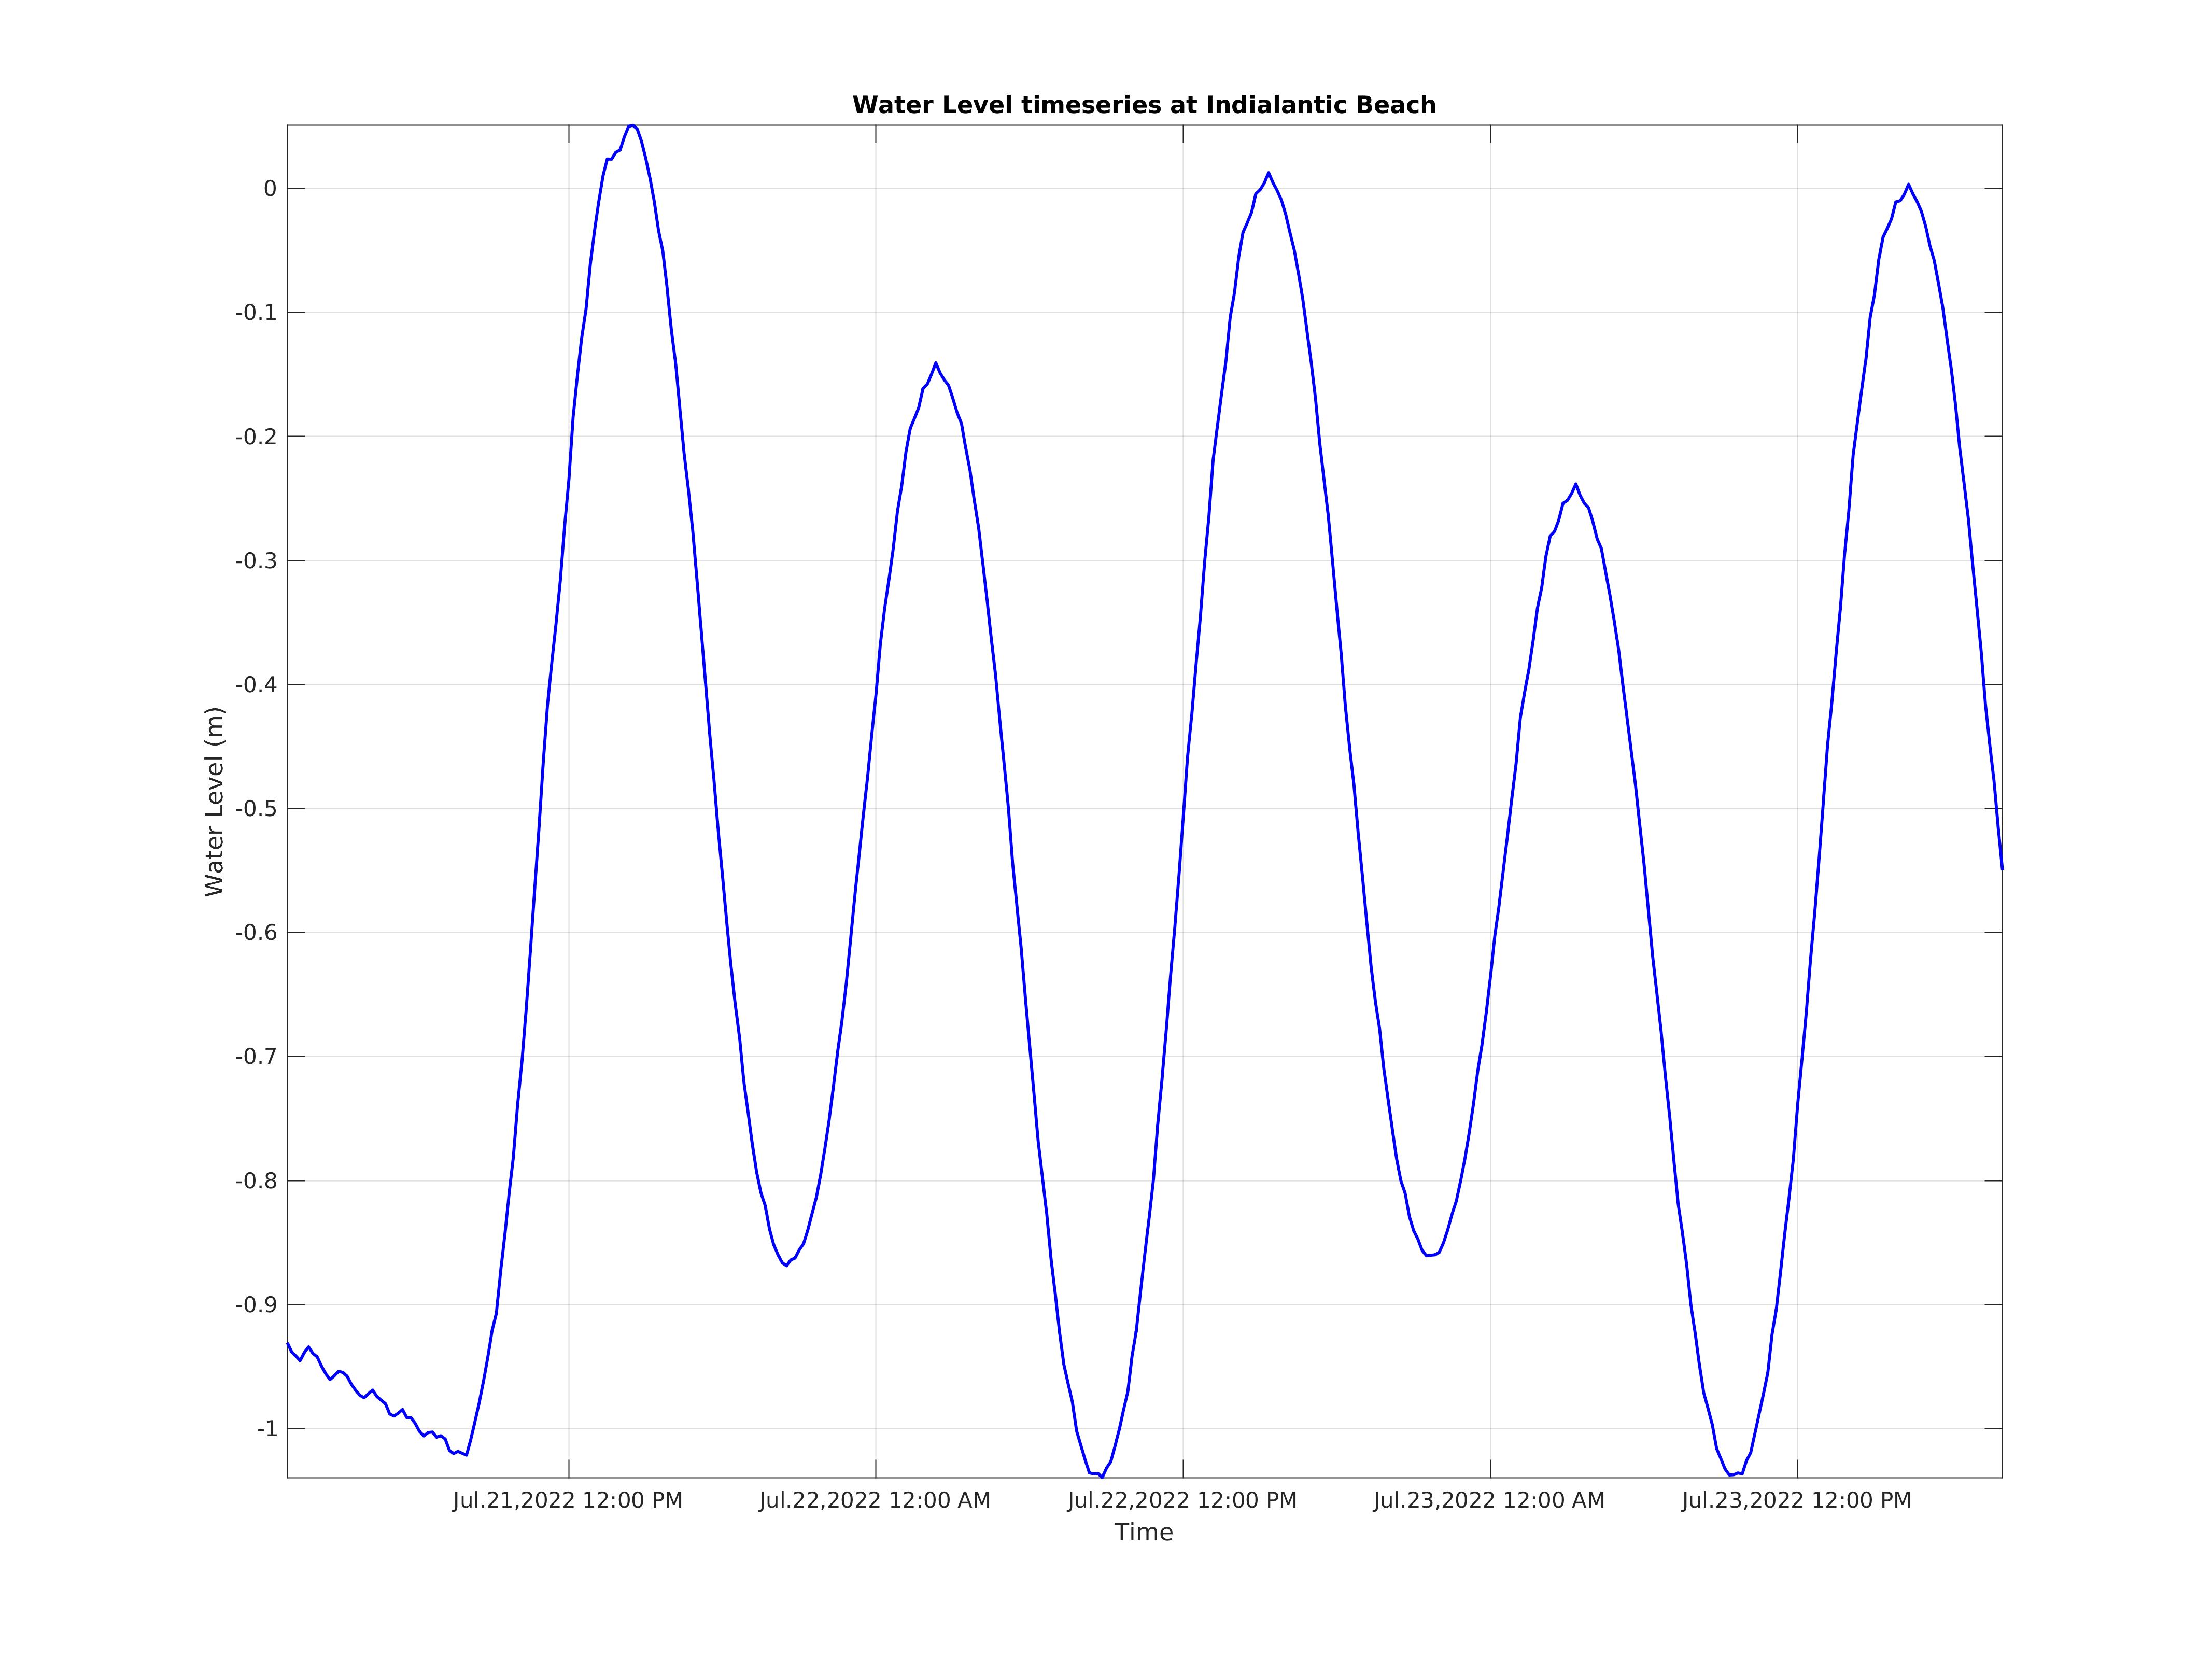 Water Level timeseries at Indialantic Beach
0
-0.1
-0.2
-0.3
-0.4
-0.5
-0.6
-0.7
-0.8
-0.9
-1
Water Level (m)
Jul.21,2022 12:00 PM
Jul.22,2022 12:00 AM
Jul.22,2022 12:00 PM
Jul.23,2022 12:00 AM
Jul.23,2022 12:00 PM
Time